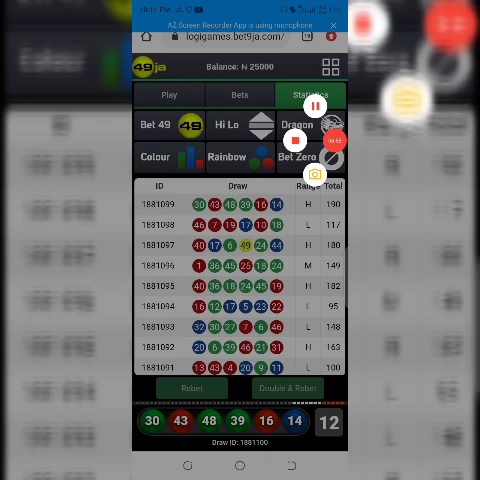 10:11 PM
AZ Screen Recorder App is using microphone
logigames.bet9ja.com/
49ja Balance: ₦ 25000
Play Bets Statistics
Bet 49 49 Hi Lo Dragon
06:55
Colour Rainbow Bet Zero
ID Draw Range Total
1881099 30 43 48 39 16 14 H 190
1881098 46 7 19 17 10 18 L 117
1881097 40 17 6 49 24 44 H 180
1881096 1 36 45 25 18 24 M 149
1881095 40 36 18 24 45 19 H 182
1881094 16 12 17 5 23 22 L 95
1881093 32 30 27 7 6 46 L 148
1881092 20 6 39 46 21 31 H 163
1881091 13 43 4 20 9 11 L 100
Rebet Double & Rebet
30 43 48 39 16 14 12
Draw ID: 1881100